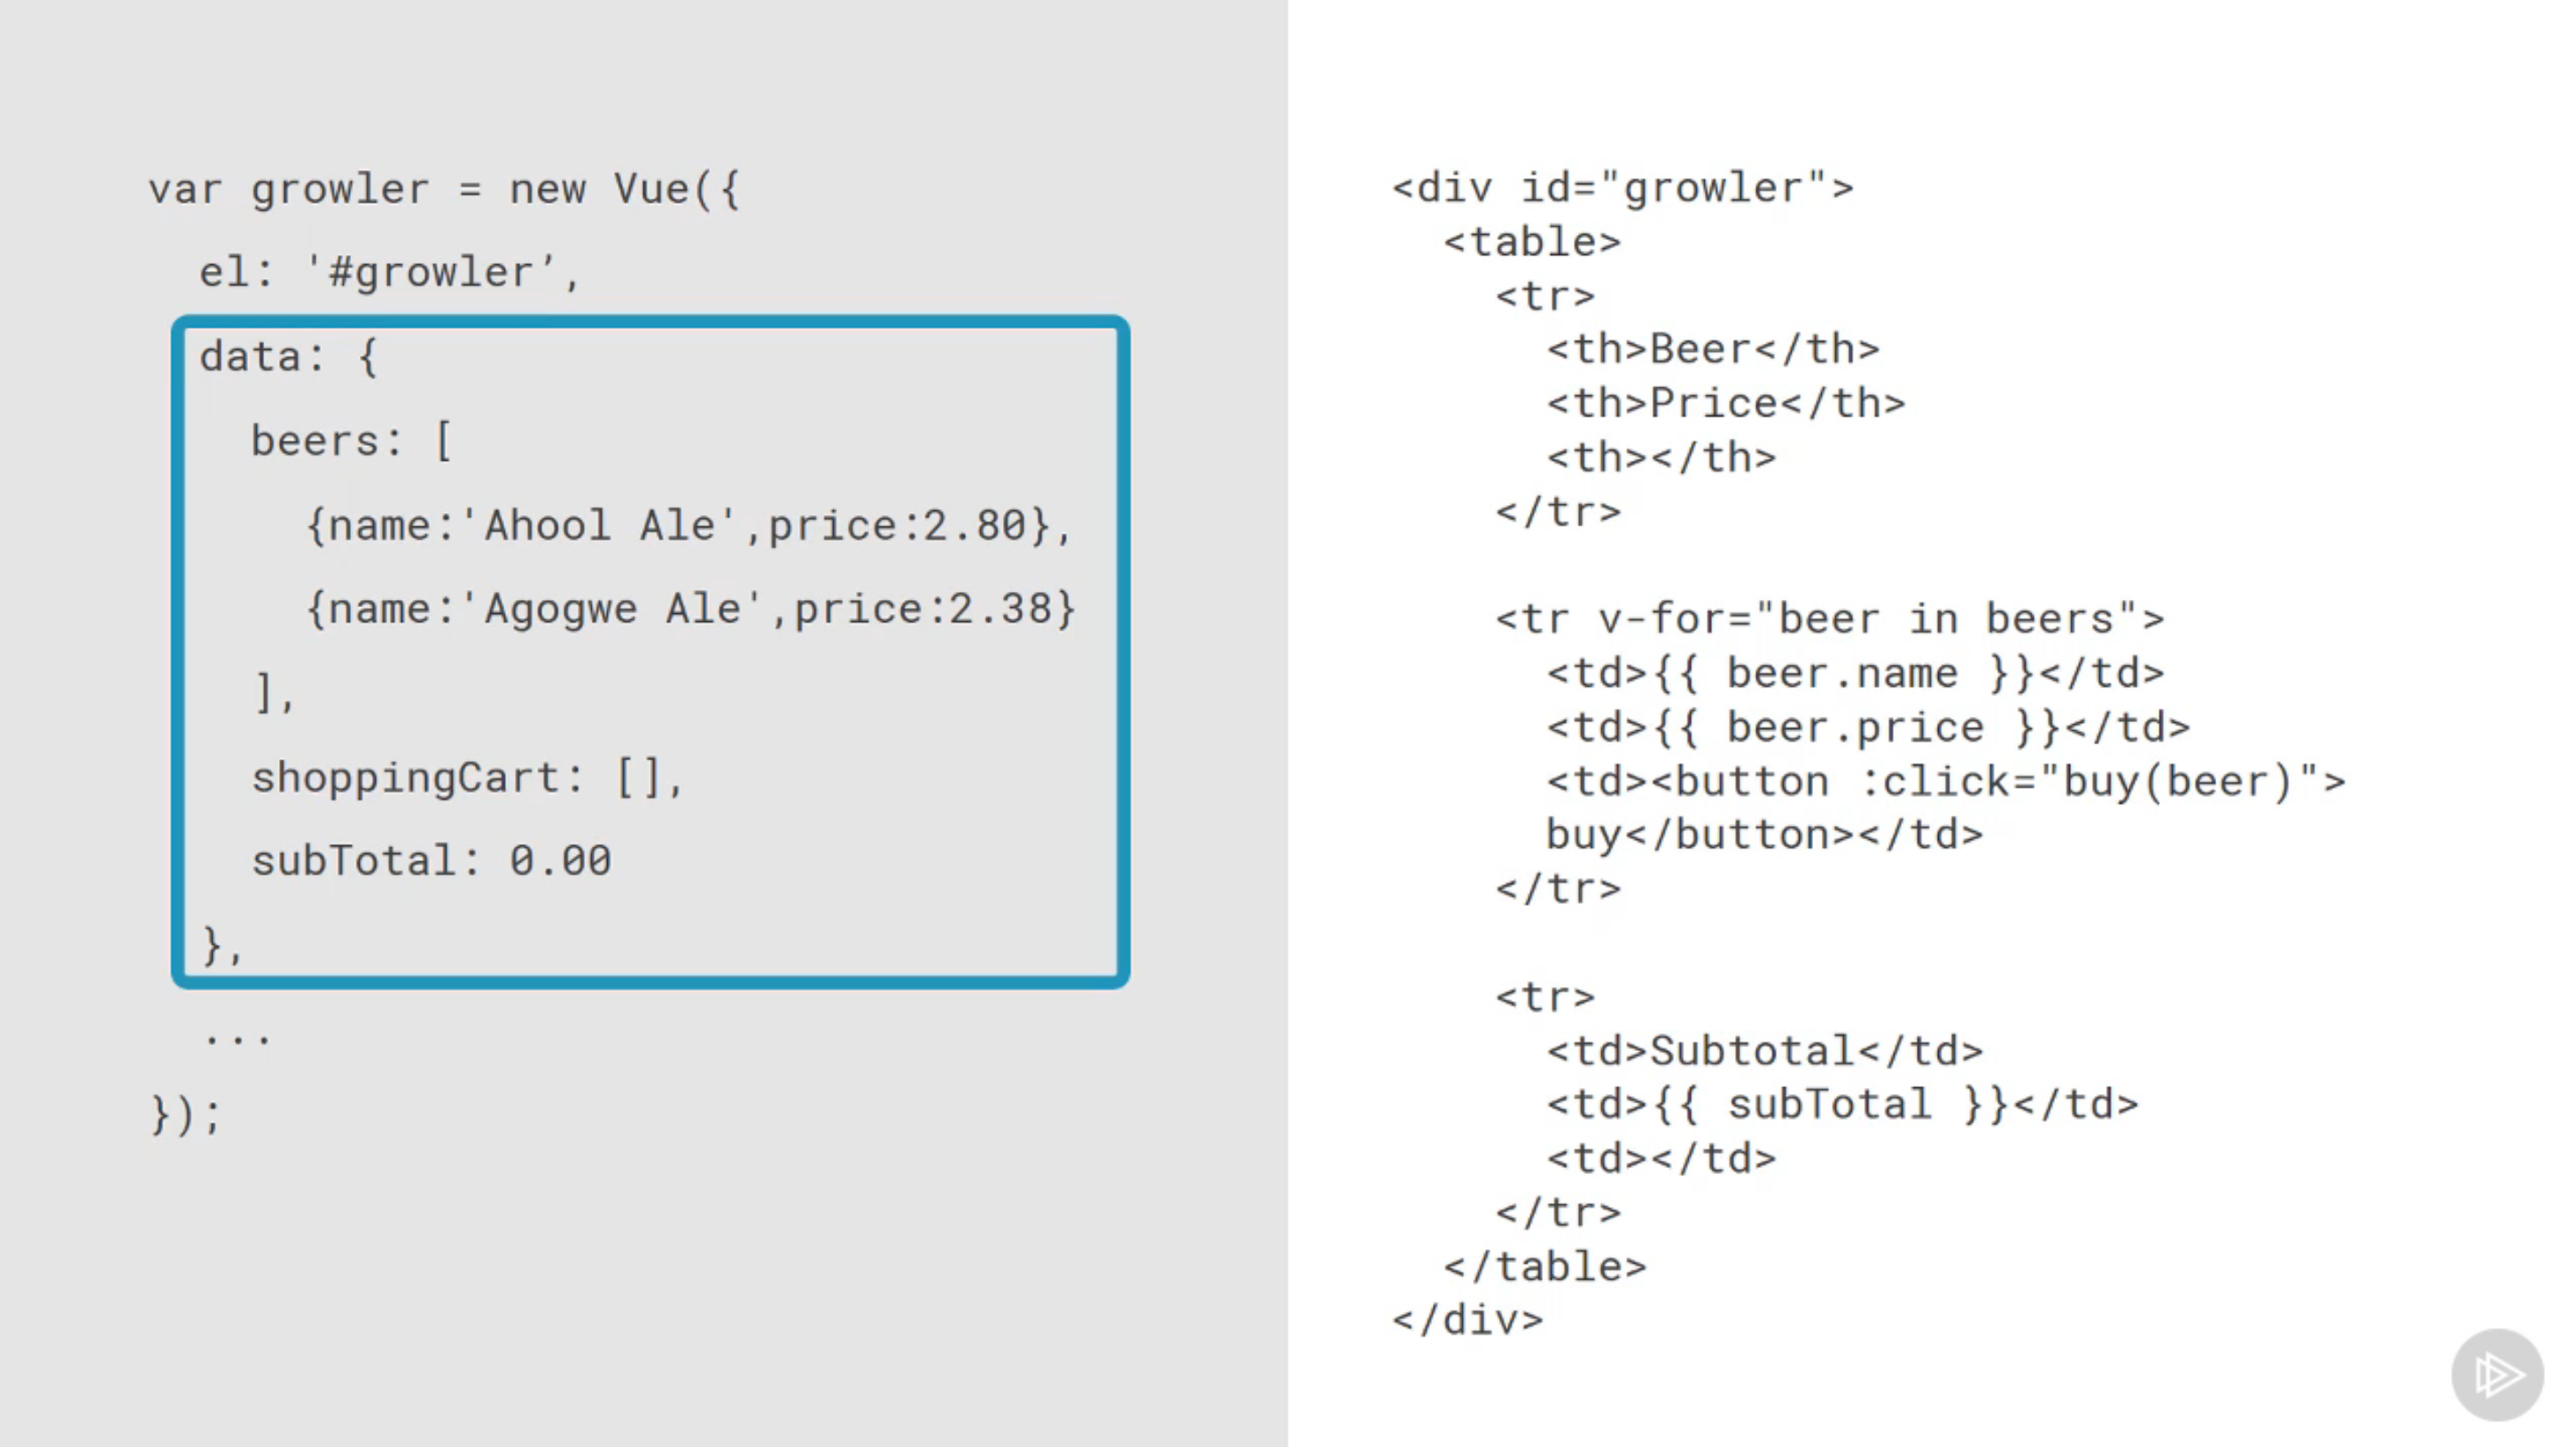 var growler = new Vue({
  el: '#growler’,
  data: {
    beers: [
      {name:'Ahool Ale',price:2.80},
      {name:'Agogwe Ale',price:2.38}
    ],
    shoppingCart: [],
    subTotal: 0.00
  },
  ...
});
<div id="growler">
  <table>
    <tr>
      <th>Beer</th>
      <th>Price</th>
      <th></th>
    </tr>
    <tr v-for="beer in beers">
      <td>{{ beer.name }}</td>
      <td>{{ beer.price }}</td>
      <td><button :click="buy(beer)">
      buy</button></td>
    </tr>
    <tr>
      <td>Subtotal</td>
      <td>{{ subTotal }}</td>
      <td></td>
    </tr>
  </table>
</div>